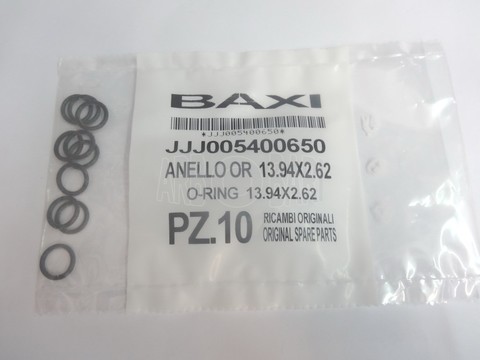 BAXI
*JJJ005400650*
JJJ005400650
ANELLO OR 13.94X2.62
O-RING 13.94X2.62
PZ.10
RICAMBI ORIGINALI
ORIGINAL SPARE PARTS